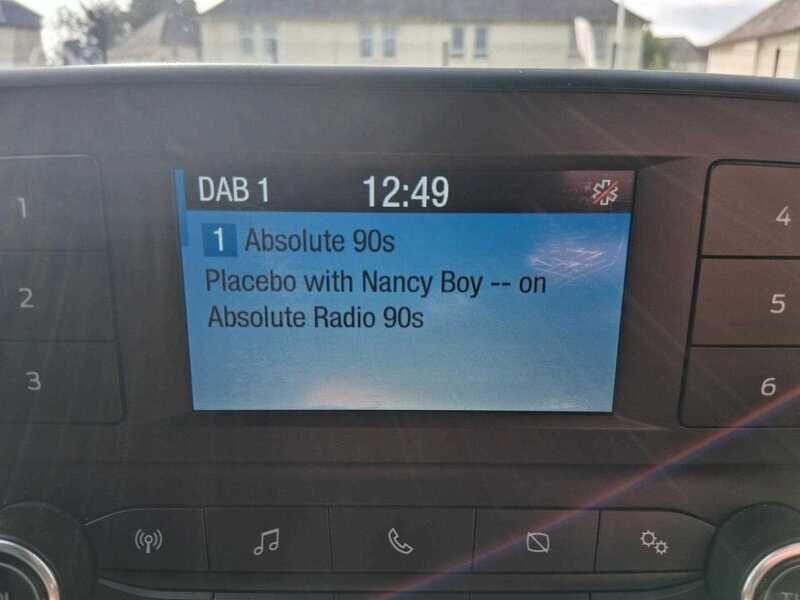 DAB 1 12:49
1 Absolute 90s
Placebo with Nancy Boy -- on
Absolute Radio 90s
1
2
3
4
5
6